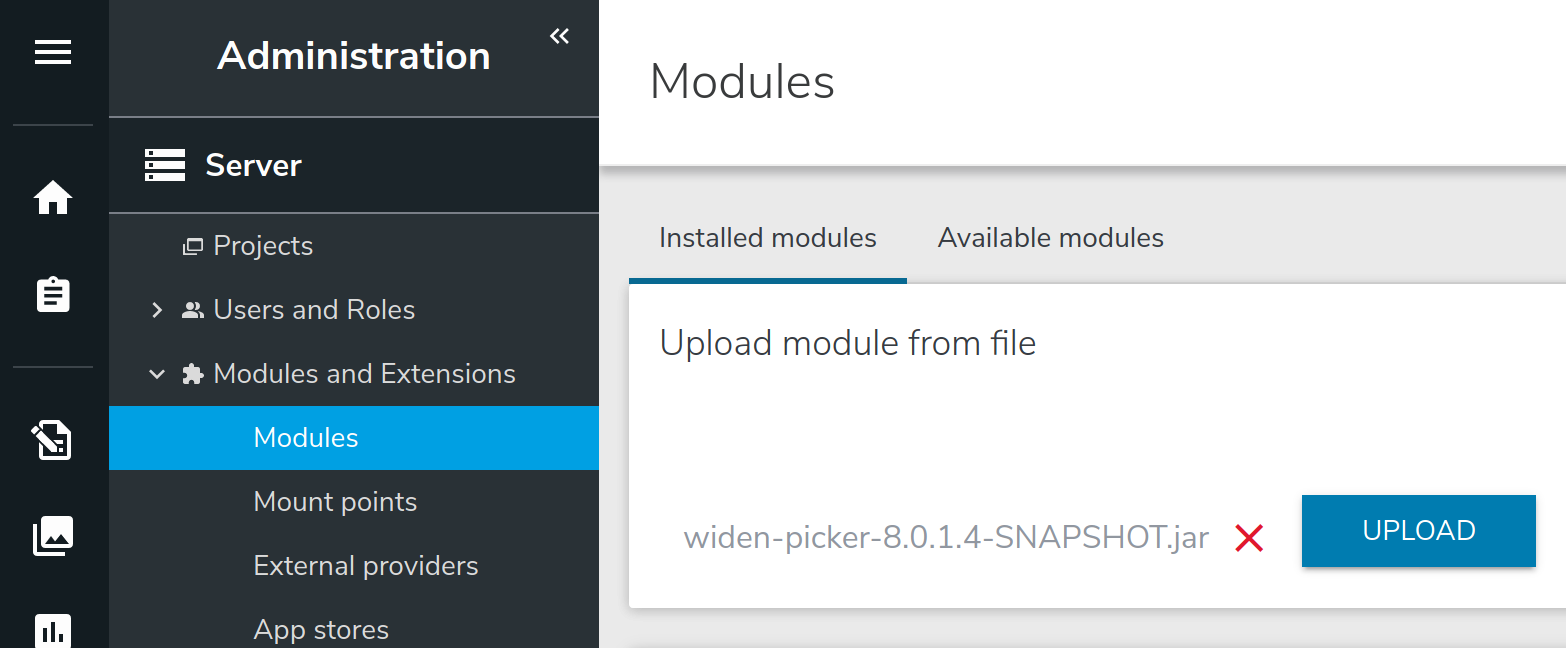 Administration
Server
Projects
Users and Roles
Modules and Extensions
Modules
Mount points
External providers
App stores
Modules
Installed modules
Available modules
Upload module from file
widen-picker-8.0.1.4-SNAPSHOT.jar
UPLOAD